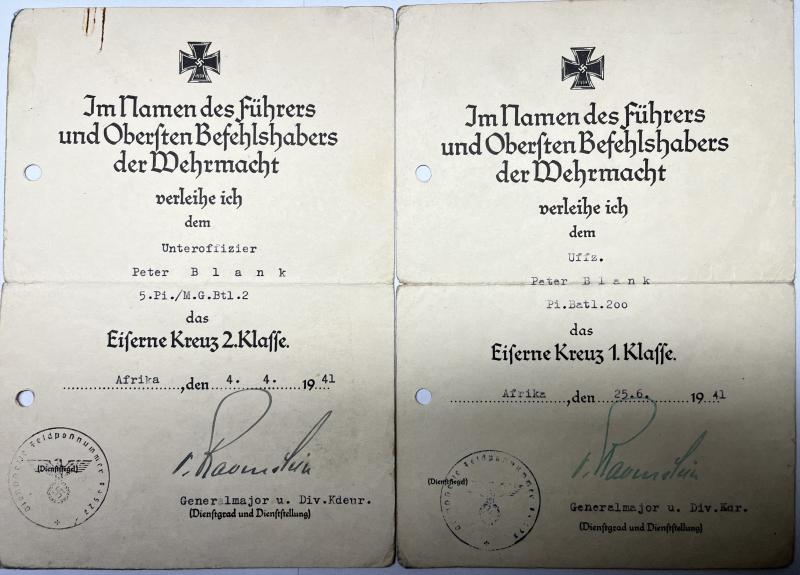 Im Namen des Führers
und Obersten Befehlshabers
der Wehrmacht
verleihe ich
dem
Unteroffizier
Peter B l a n k
5.Pi./M.G.Btl.2
das
Eiserne Kreuz 2.Klasse.
Afrika, den 4. 4. 1941
(Dienstsiegel)
v. Ravenstein
Generalmajor u. Div.Kdeur.
(Dienstgrad und Dienststellung)
Im Namen des Führers
und Obersten Befehlshabers
der Wehrmacht
verleihe ich
dem
Uffz.
Peter B l a n k
Pi.Batl.200
das
Eiserne Kreuz 1.Klasse.
Afrika, den 25.6. 1941
(Dienstsiegel)
v. Ravenstein
Generalmajor u. Div.Kdr.
(Dienstgrad und Dienststellung)